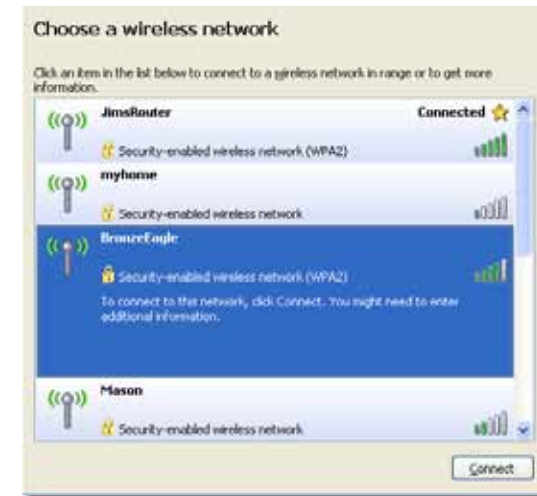 Choose a wireless network
Click an item in the list below to connect to a wireless network in range or to get more
information.
JimsRouter Connected
Security-enabled wireless network (WPA2)
myhome
Security-enabled wireless network
BronzeEagle
Security-enabled wireless network (WPA2)
To connect to this network, click Connect. You might need to enter
additional information.
Mason
Security-enabled wireless network
Connect